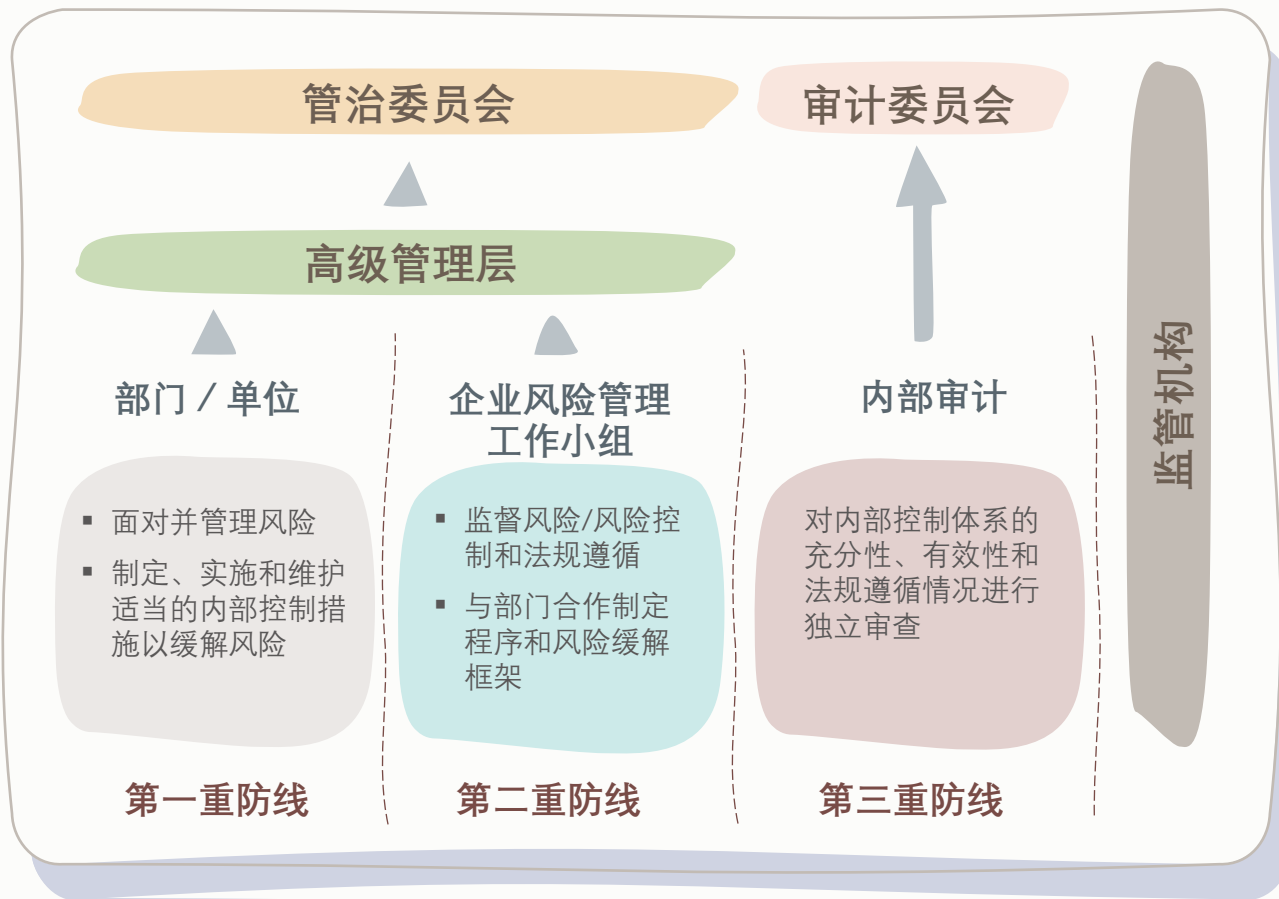 管治委员会
审计委员会
高级管理层
部门 / 单位
▪ 面对并管理风险
▪ 制定、实施和维护
适当的内部控制措
施以缓解风险
第一重防线
企业风险管理
工作小组
▪ 监督风险/风险控
制和法规遵循
▪ 与部门合作制定
程序和风险缓解
框架
第二重防线
内部审计
对内部控制体系的
充分性、有效性和
法规遵循情况进行
独立审查
第三重防线
监管机构